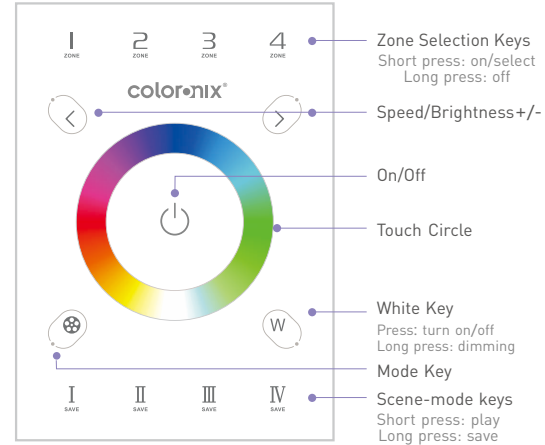 1 2 3 4
ZONE ZONE ZONE ZONE
Zone Selection Keys
Short press: on/select
Long press: off
coloronix®
Speed/Brightness+/-
On/Off
Touch Circle
White Key
W
Press: turn on/off
Long press: dimming
Mode Key
I II III IV
SAVE SAVE SAVE SAVE
Scene-mode keys
Short press: play
Long press: save